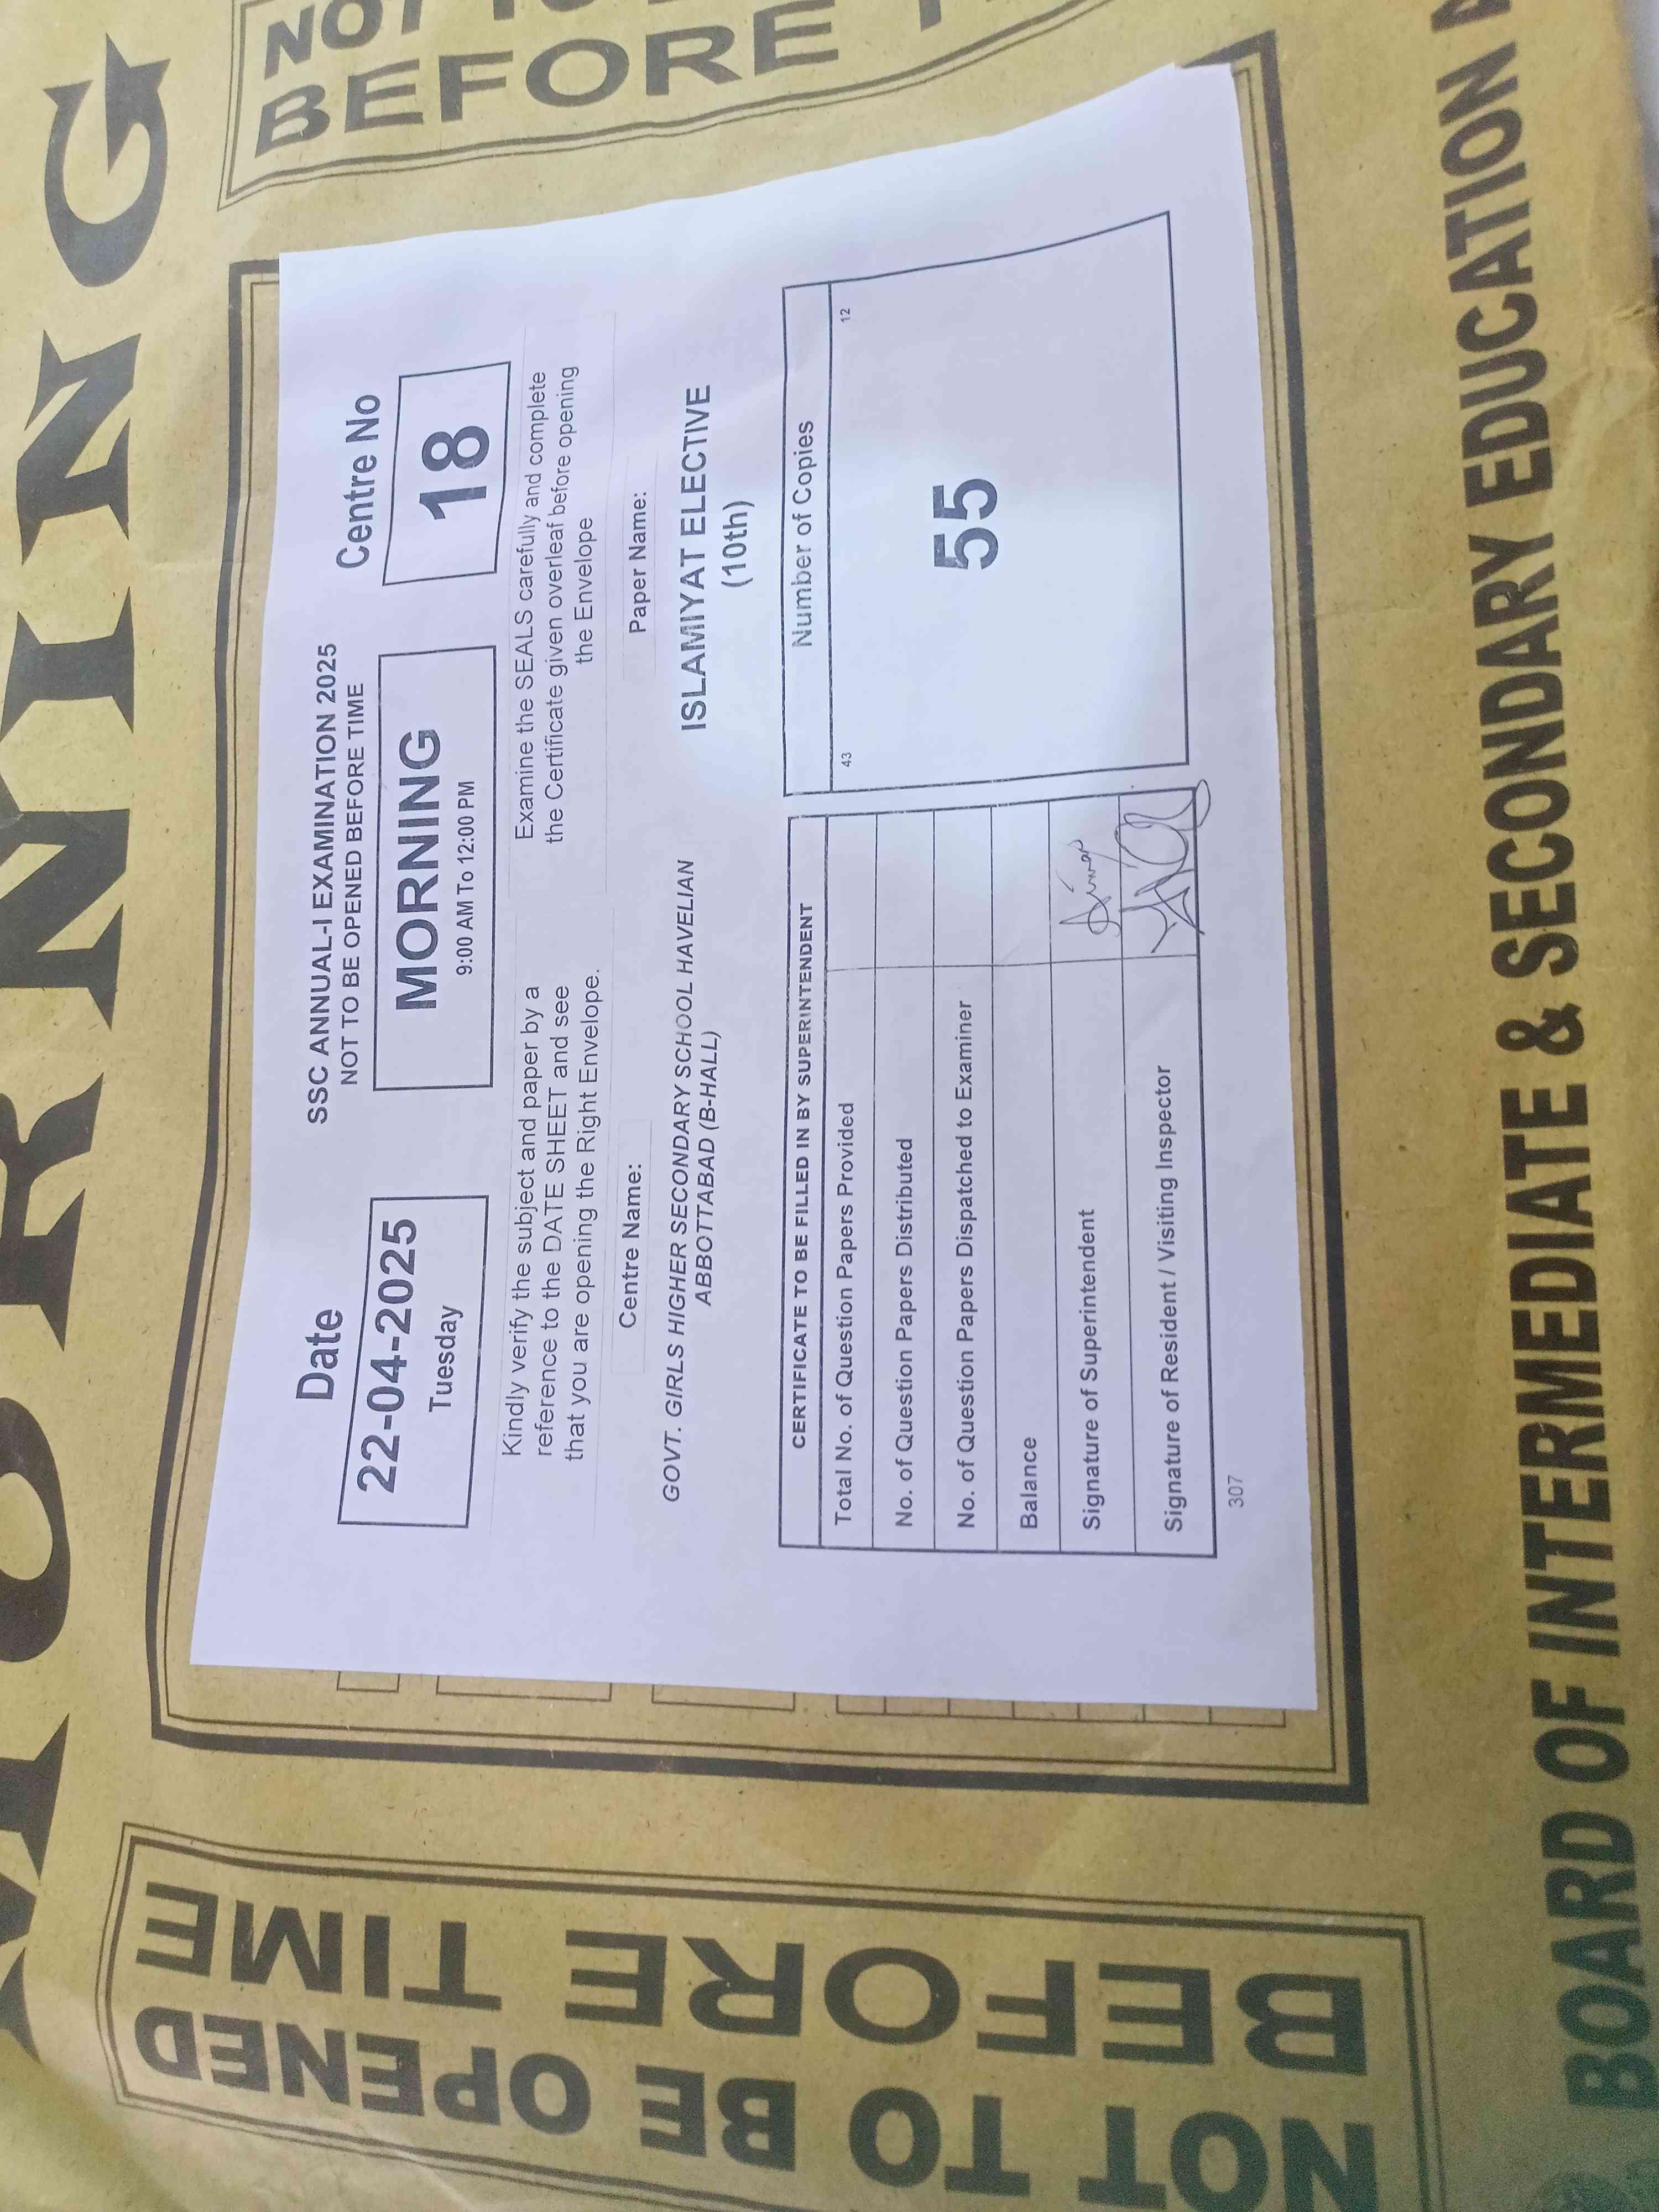 MORNING
NOT TO BE OPENED
BEFORE TIME
NOT
BEFORE
Date
22-04-2025
Tuesday
SSC ANNUAL-I EXAMINATION 2025
NOT TO BE OPENED BEFORE TIME
MORNING
9:00 AM To 12:00 PM
Centre No
18
Kindly verify the subject and paper by a
reference to the DATE SHEET and see
that you are opening the Right Envelope.
Examine the SEALS carefully and complete
the Certificate given overleaf before opening
the Envelope
Centre Name:
GOVT. GIRLS HIGHER SECONDARY SCHOOL HAVELIAN
ABBOTTABAD (B-HALL)
Paper Name:
ISLAMIYAT ELECTIVE
(10th)
CERTIFICATE TO BE FILLED IN BY SUPERINTENDENT
Total No. of Question Papers Provided
No. of Question Papers Distributed
No. of Question Papers Dispatched to Examiner
Balance
Signature of Superintendent
Signature of Resident / Visiting Inspector
307
Number of Copies
43 12
55
BOARD OF INTERMEDIATE & SECONDARY EDUCATION